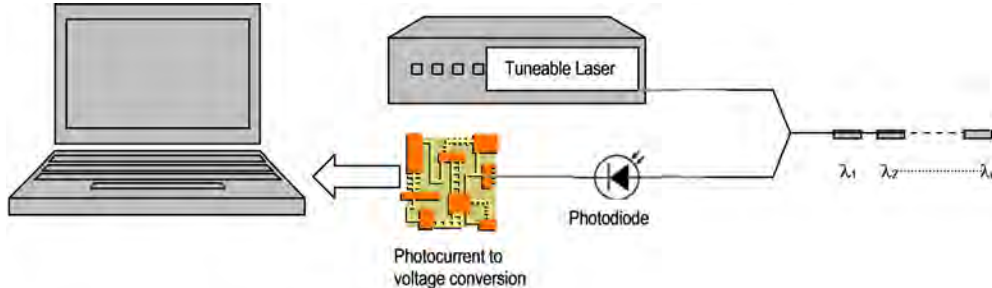 Tuneable Laser
λ1 λ2
Photodiode
Photocurrent to
voltage conversion